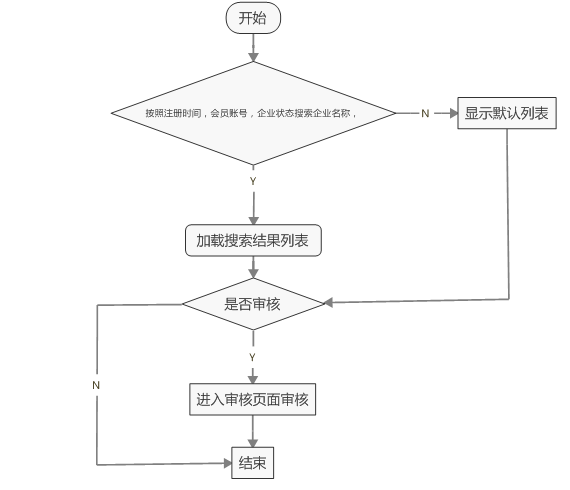 开始
按照注册时间，会员账号，企业状态搜索企业名称，
N
显示默认列表
Y
加载搜索结果列表
是否审核
Y
N
进入审核页面审核
结束